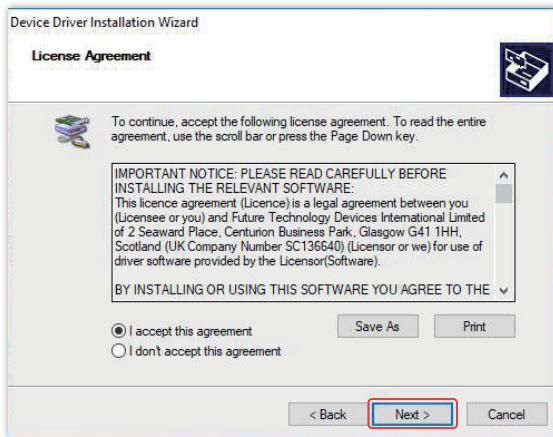 Device Driver Installation Wizard
License Agreement
To continue, accept the following license agreement. To read the entire
agreement, use the scroll bar or press the Page Down key.
IMPORTANT NOTICE: PLEASE READ CAREFULLY BEFORE
INSTALLING THE RELEVANT SOFTWARE:
This licence agreement (Licence) is a legal agreement between you
(Licensee or you) and Future Technology Devices International Limited
of 2 Seaward Place, Centurion Business Park, Glasgow G41 1HH,
Scotland (UK Company Number SC136640) (Licensor or we) for use of
driver software provided by the Licensor(Software).
BY INSTALLING OR USING THIS SOFTWARE YOU AGREE TO THE
I accept this agreement
Save As
Print
I don't accept this agreement
< Back
Next >
Cancel